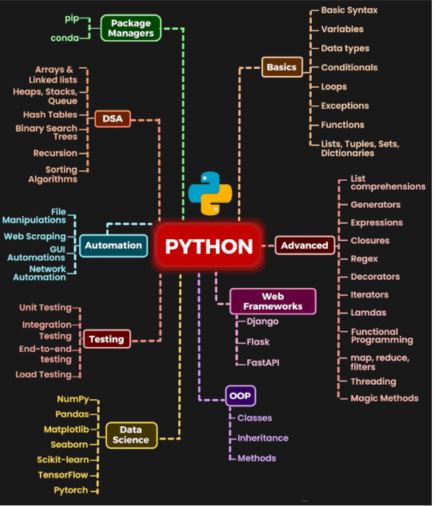 pip
conda
Package
Managers
Basics
Basic Syntax
Variables
Data types
Conditionals
Loops
Exceptions
Functions
Lists, Tuples, Sets,
Dictionaries
DSA
Arrays &
Linked lists
Heaps, Stacks,
Queue
Hash Tables
Binary Search
Trees
Recursion
Sorting
Algorithms
PYTHON
Automation
File
Manipulations
Web Scraping
GUI
Automations
Network
Automation
Advanced
List
comprehensions
Generators
Expressions
Closures
Regex
Decorators
Iterators
Lamdas
Functional
Programming
map, reduce,
filters
Threading
Magic Methods
Web
Frameworks
Django
Flask
FastAPI
Testing
Unit Testing
Integration
Testing
End-to-end
testing
Load Testing
OOP
Classes
Inheritance
Methods
Data
Science
NumPy
Pandas
Matplotlib
Seaborn
Scikit-learn
TensorFlow
Pytorch